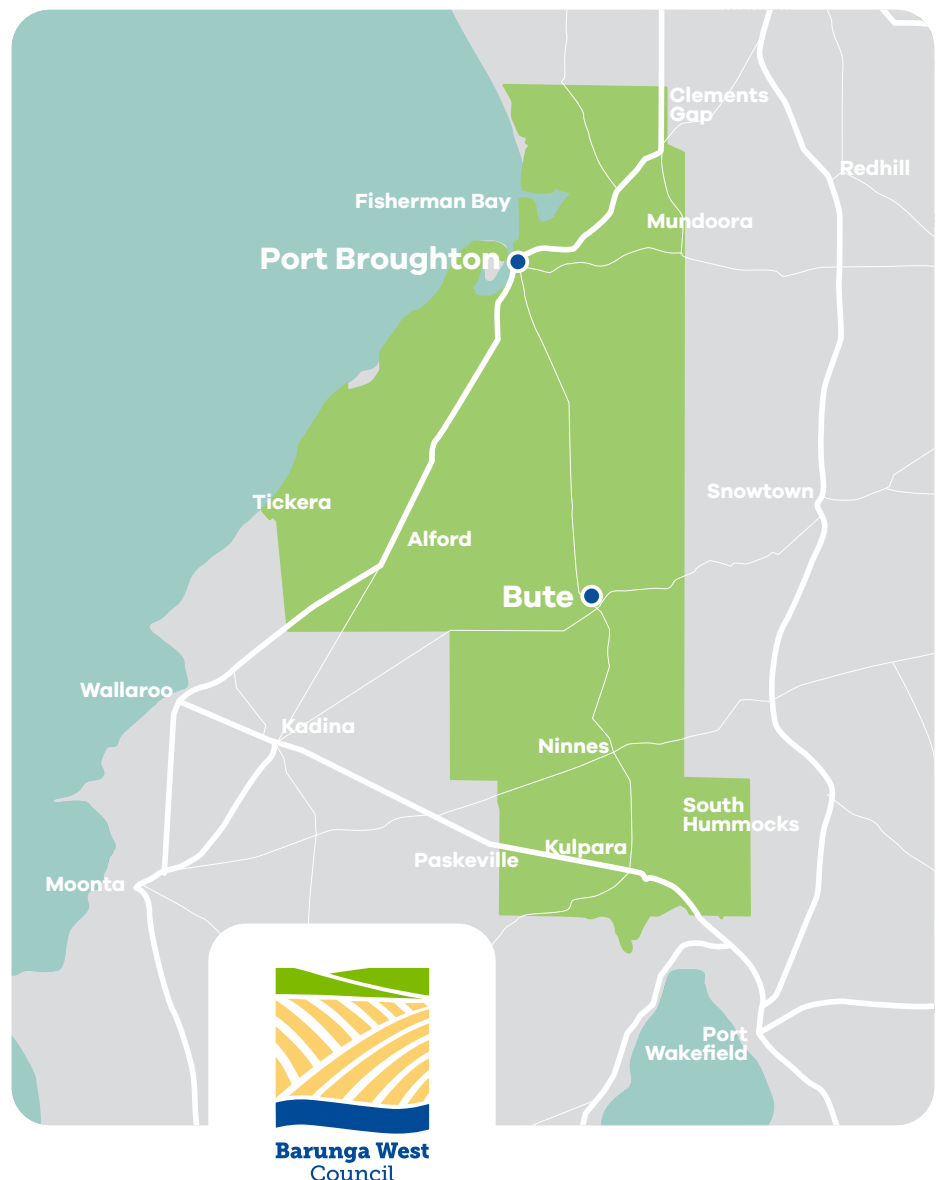 Clements
Gap
Redhill
Fisherman Bay
Mundoora
Port Broughton
Snowtown
Tickera
Alford
Bute
Wallaroo
Kadina
Ninnes
South
Hummocks
Kulpara
Paskeville
Moonta
Port
Wakefield
Barunga West
Council